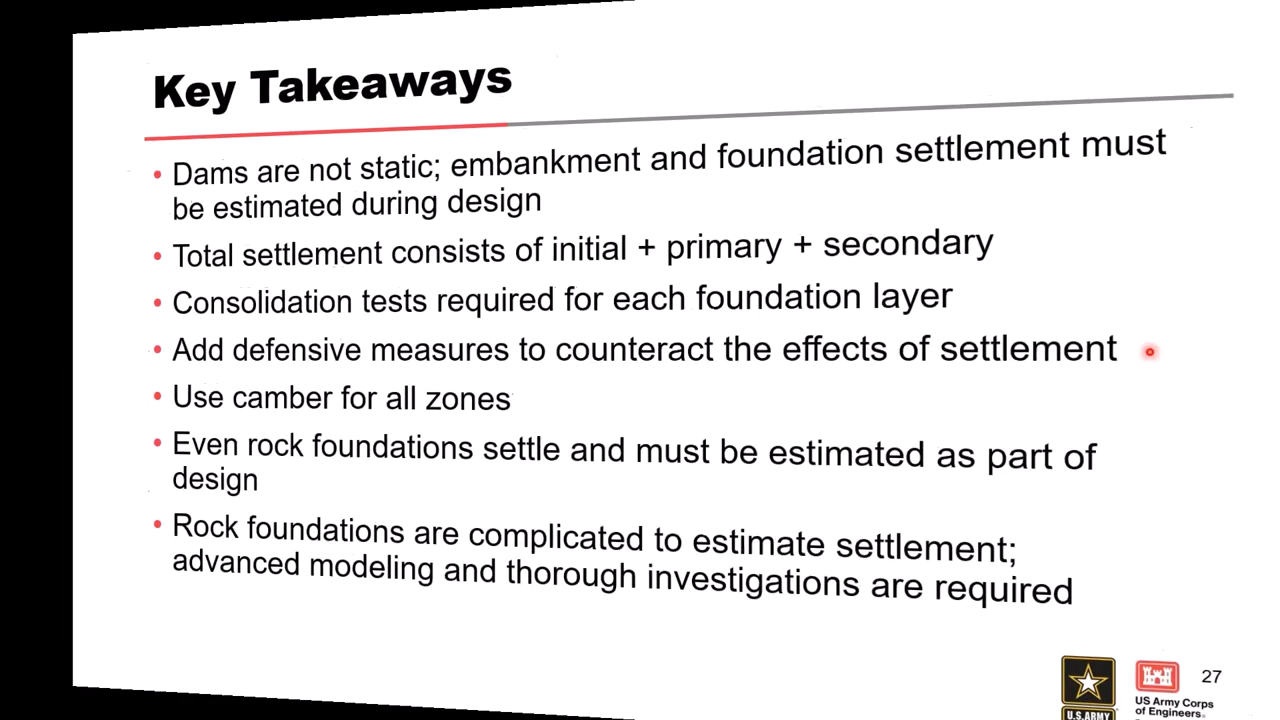 Key Takeaways
• Dams are not static; embankment and foundation settlement must
be estimated during design
• Total settlement consists of initial + primary + secondary
• Consolidation tests required for each foundation layer
• Add defensive measures to counteract the effects of settlement
• Use camber for all zones
• Even rock foundations settle and must be estimated as part of
design
• Rock foundations are complicated to estimate settlement;
advanced modeling and thorough investigations are required
27
U.S.ARMY
US Army Corps
of Engineers®